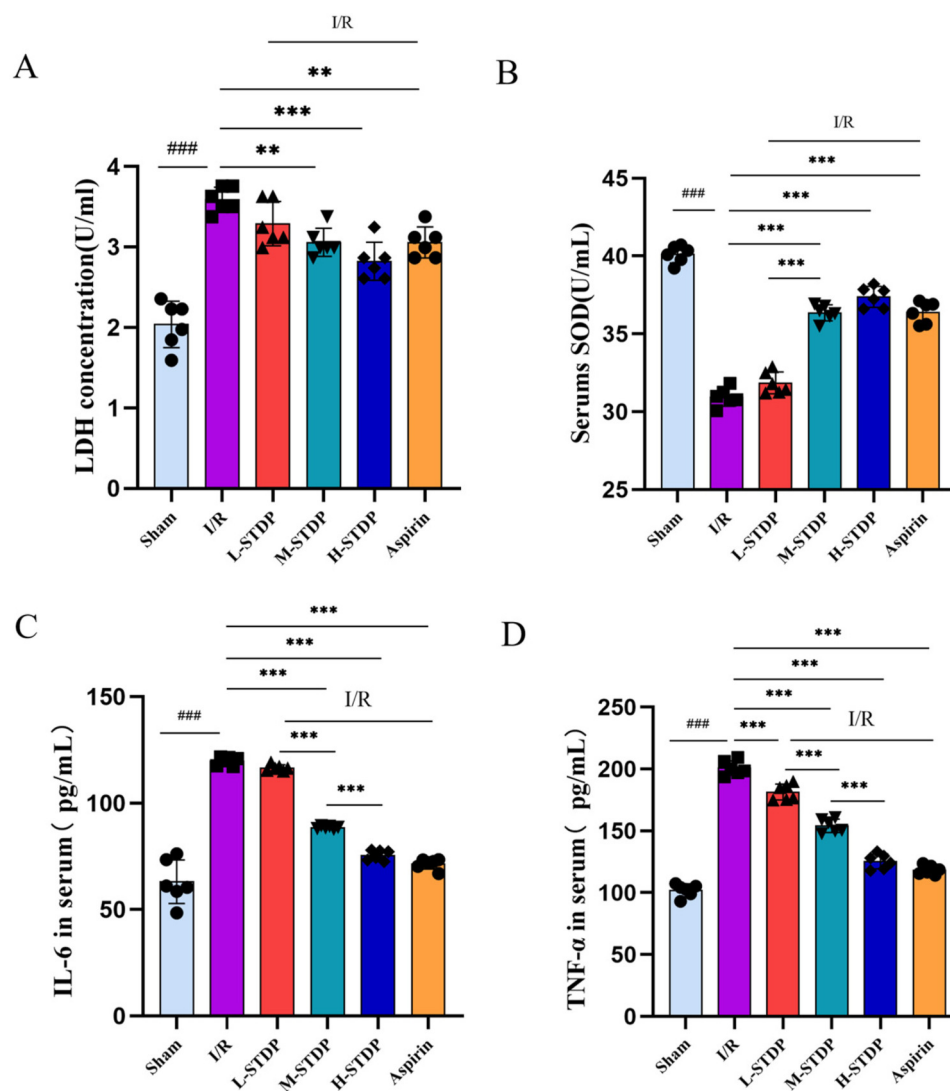 A
I/R
**
***
###
**
LDH concentration(U/ml)
4
3
2
1
0
Sham
I/R
L-STDP
M-STDP
H-STDP
Aspirin
B
I/R
***
***
###
***
***
Serums SOD(U/mL)
45
40
35
30
25
Sham
I/R
L-STDP
M-STDP
H-STDP
Aspirin
C
***
***
***
I/R
###
***
***
IL-6 in serum（ pg/mL）
150
100
50
0
Sham
I/R
L-STDP
M-STDP
H-STDP
Aspirin
D
***
***
***
I/R
###
***
***
***
TNF-α in serum（ pg/mL）
250
200
150
100
50
0
Sham
I/R
L-STDP
M-STDP
H-STDP
Aspirin